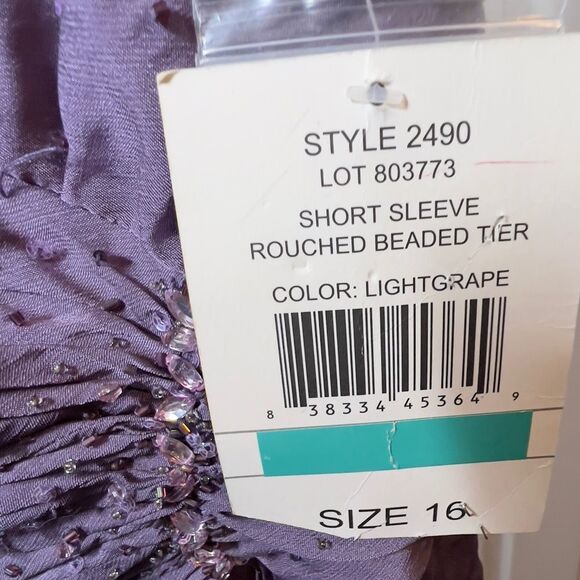 STYLE 2490
LOT 803773
SHORT SLEEVE
ROUCHED BEADED TIER
COLOR: LIGHTGRAPE
8 38334 45364 9
SIZE 16